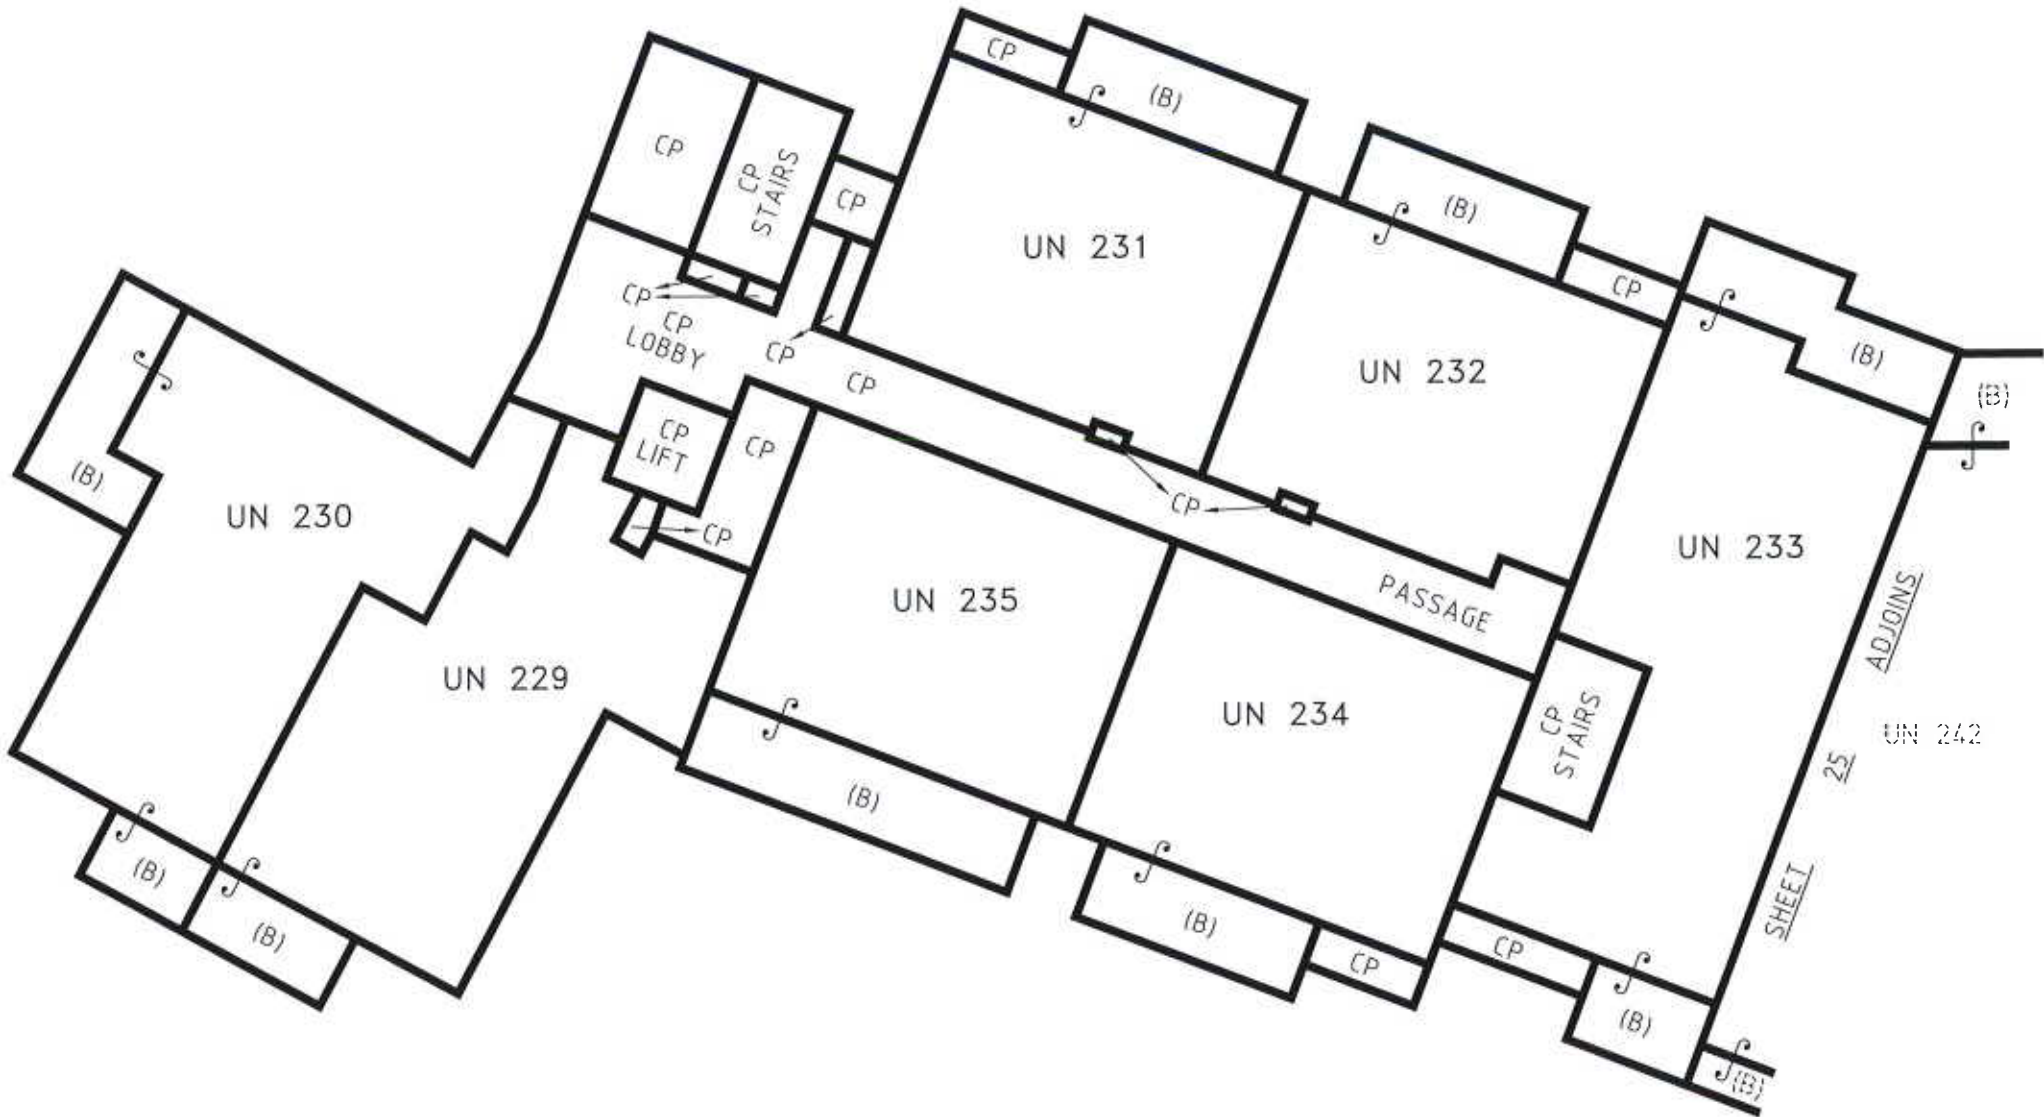 CP
(B)
CP
CP
STAIRS
CP
UN 231
(B)
CP
(B)
(B)
CP
CP
LOBBY
CP
CP
UN 232
CP
LIFT
CP
CP
CP
(B)
UN 230
UN 233
PASSAGE
UN 235
UN 229
UN 234
CP
STAIRS
ADJOINS
25
SHEET
UN 242
(B)
(B)
(B)
(B)
CP
CP
(B)
(B)